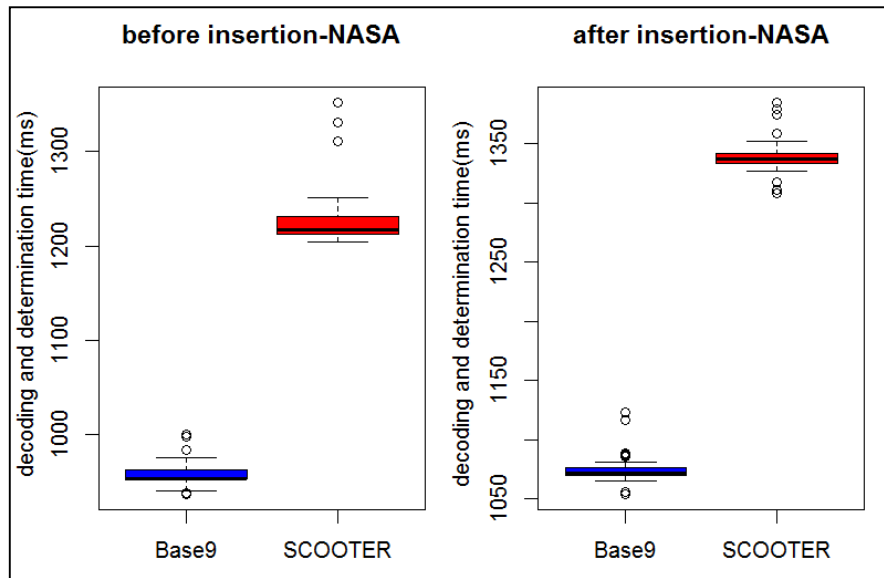 before insertion-NASA
decoding and determination time(ms)
1300
1200
1100
1000
Base9 SCOOTER
after insertion-NASA
decoding and determination time(ms)
1350
1250
1150
1050
Base9 SCOOTER